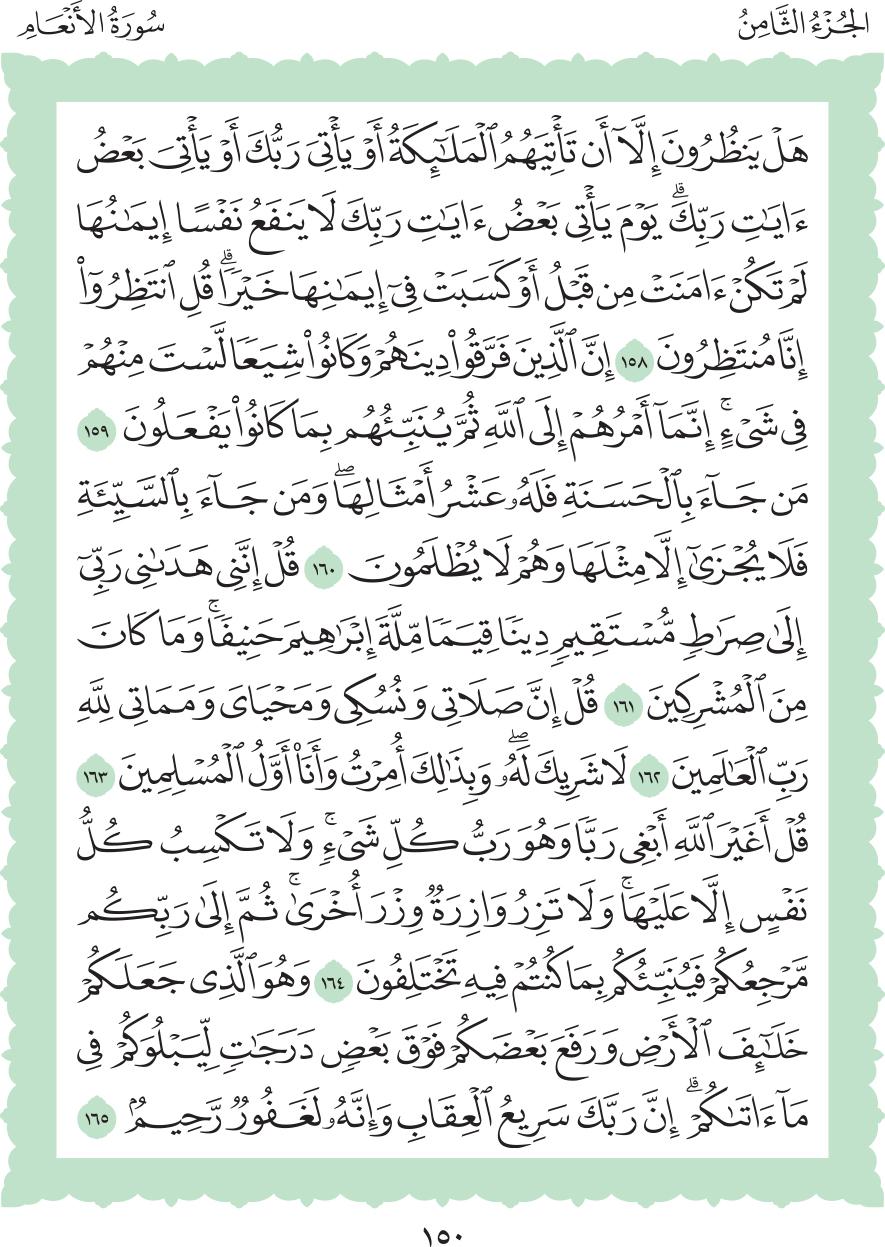 الجُزْءُ الثَّامِنُ
سُورَةُ الأَنْعَامِ
هَلْ يَنظُرُونَ إِلَّآ أَن تَأْتِيَهُمُ ٱلْمَلَٰٓئِكَةُ أَوْ يَأْتِىَ رَبُّكَ أَوْ يَأْتِىَ بَعْضُ
ءَايَٰتِ رَبِّكَ ۗ يَوْمَ يَأْتِى بَعْضُ ءَايَٰتِ رَبِّكَ لَا يَنفَعُ نَفْسًا إِيمَٰنُهَا
لَمْ تَكُنْ ءَامَنَتْ مِن قَبْلُ أَوْ كَسَبَتْ فِىٓ إِيمَٰنِهَا خَيْرًا ۗ قُلِ ٱنتَظِرُوٓا۟
إِنَّا مُنتَظِرُونَ ١٥٨ إِنَّ ٱلَّذِينَ فَرَّقُوا۟ دِينَهُمْ وَكَانُوا۟ شِيَعًا لَّسْتَ مِنْهُمْ
فِى شَىْءٍ ۚ إِنَّمَآ أَمْرُهُمْ إِلَى ٱللَّهِ ثُمَّ يُنَبِّئُهُم بِمَا كَانُوا۟ يَفْعَلُونَ ١٥٩
مَن جَآءَ بِٱلْحَسَنَةِ فَلَهُۥ عَشْرُ أَمْثَالِهَا ۖ وَمَن جَآءَ بِٱلسَّيِّئَةِ
فَلَا يُجْزَىٰٓ إِلَّا مِثْلَهَا وَهُمْ لَا يُظْلَمُونَ ١٦٠ قُلْ إِنَّنِى هَدَىٰنِى رَبِّىٓ
إِلَىٰ صِرَٰطٍ مُّسْتَقِيمٍ دِينًا قِيَمًا مِّلَّةَ إِبْرَٰهِيمَ حَنِيفًا ۚ وَمَا كَانَ
مِنَ ٱلْمُشْرِكِينَ ١٦١ قُلْ إِنَّ صَلَاتِى وَنُسُكِى وَمَحْيَاىَ وَمَمَاتِى لِلَّهِ
رَبِّ ٱلْعَٰلَمِينَ ١٦٢ لَا شَرِيكَ لَهُۥ ۖ وَبِذَٰلِكَ أُمِرْتُ وَأَنَا۠ أَوَّلُ ٱلْمُسْلِمِينَ ١٦٣
قُلْ أَغَيْرَ ٱللَّهِ أَبْغِى رَبًّا وَهُوَ رَبُّ كُلِّ شَىْءٍ ۚ وَلَا تَكْسِبُ كُلُّ
نَفْسٍ إِلَّا عَلَيْهَا ۚ وَلَا تَزِرُ وَازِرَةٌ وِزْرَ أُخْرَىٰ ۚ ثُمَّ إِلَىٰ رَبِّكُم
مَّرْجِعُكُمْ فَيُنَبِّئُكُم بِمَا كُنتُمْ فِيهِ تَخْتَلِفُونَ ١٦٤ وَهُوَ ٱلَّذِى جَعَلَكُمْ
خَلَٰٓئِفَ ٱلْأَرْضِ وَرَفَعَ بَعْضَكُمْ فَوْقَ بَعْضٍ دَرَجَٰتٍ لِّيَبْلُوَكُمْ فِى
مَآ ءَاتَىٰكُمْ ۗ إِنَّ رَبَّكَ سَرِيعُ ٱلْعِقَابِ وَإِنَّهُۥ لَغَفُورٌ رَّحِيمٌۢ ١٦٥
١٥٠